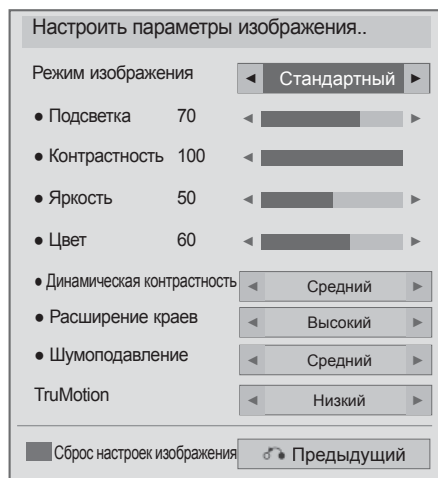 Настроить параметры изображения..
Режим изображения ◄ Стандартный ►
● Подсветка 70 ◄ ►
● Контрастность 100 ◄
● Яркость 50 ◄ ►
● Цвет 60 ◄ ►
● Динамическая контрастность ◄ Средний ►
● Расширение краев ◄ Высокий ►
● Шумоподавление ◄ Средний ►
TruMotion ◄ Низкий ►
Сброс настроек изображения Предыдущий